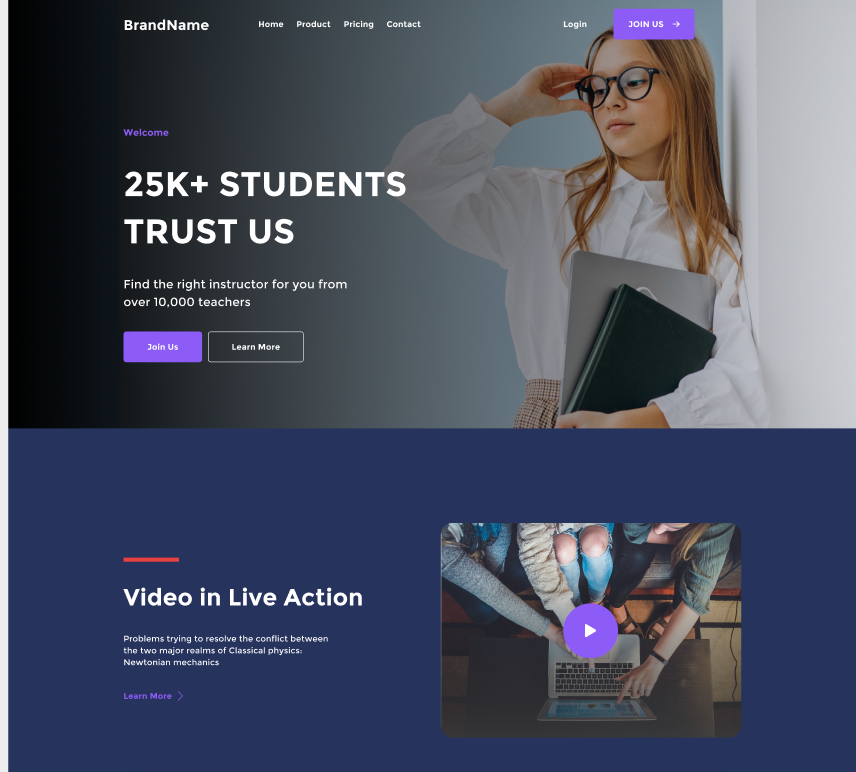 BrandName
Home Product Pricing Contact
Login
JOIN US
Welcome
25K+ STUDENTS
TRUST US
Find the right instructor for you from
over 10,000 teachers
Join Us
Learn More
Video in Live Action
Problems trying to resolve the conflict between
the two major realms of Classical physics:
Newtonian mechanics
Learn More